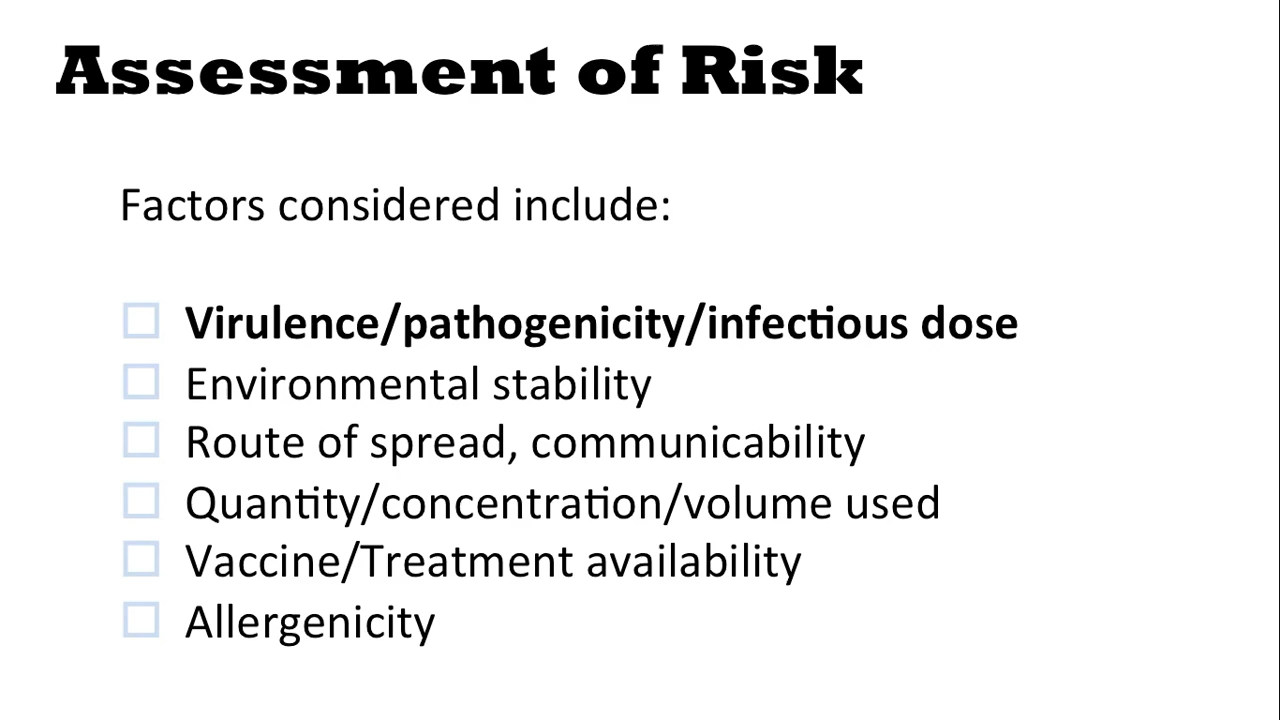 Assessment of Risk
Factors considered include:
Virulence/pathogenicity/infectious dose
Environmental stability
Route of spread, communicability
Quantity/concentration/volume used
Vaccine/Treatment availability
Allergenicity